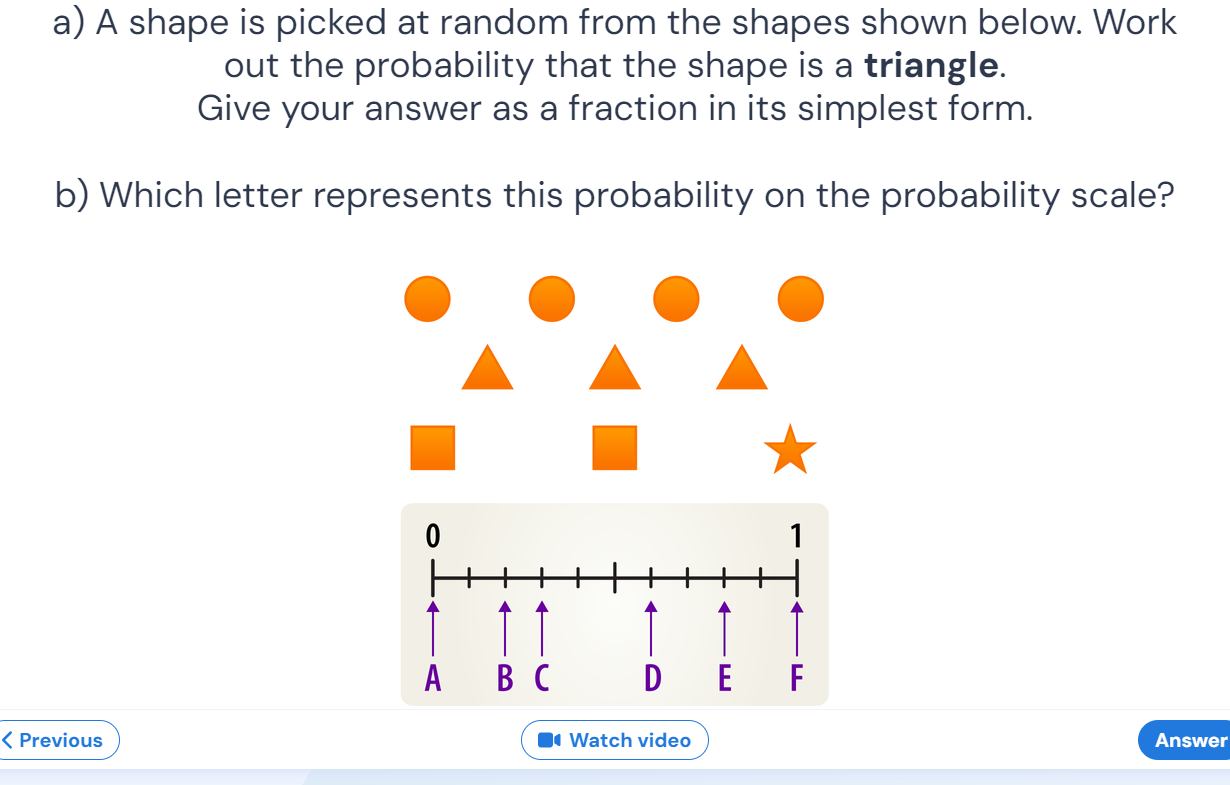 a) A shape is picked at random from the shapes shown below. Work
out the probability that the shape is a triangle.
Give your answer as a fraction in its simplest form.
b) Which letter represents this probability on the probability scale?
0 1
A B C D E F
Previous Watch video Answer